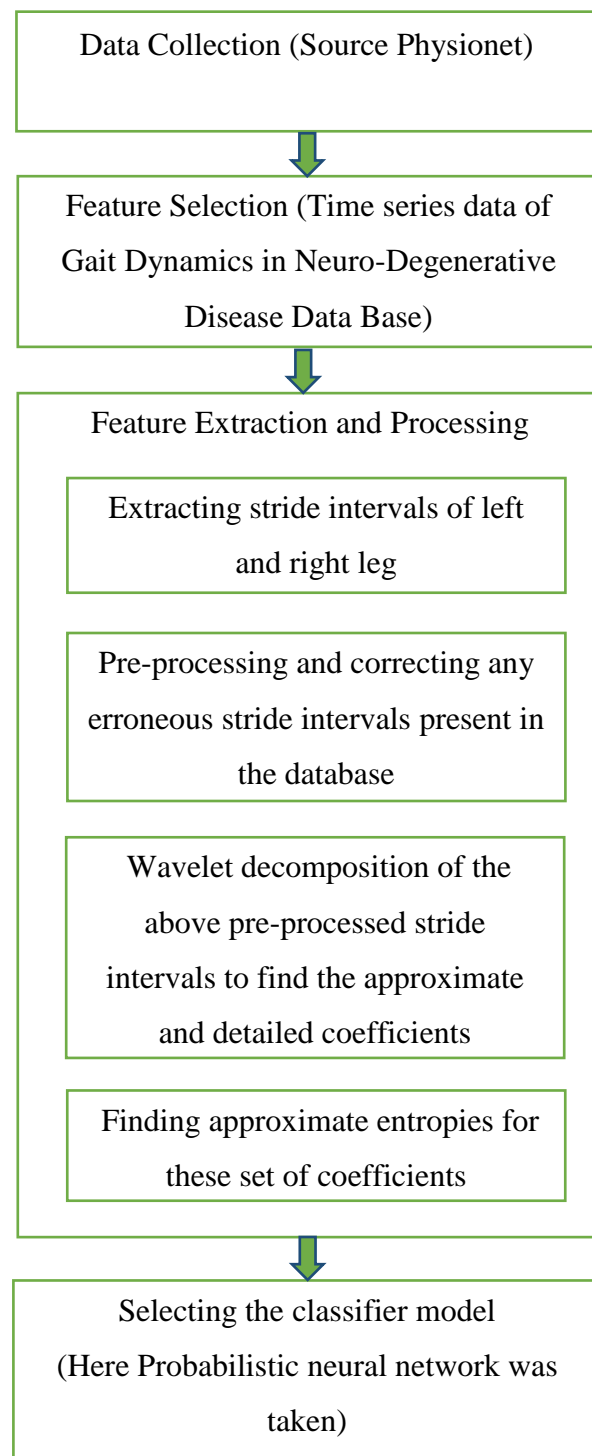 Data Collection (Source Physionet)
Feature Selection (Time series data of
Gait Dynamics in Neuro-Degenerative
Disease Data Base)
Feature Extraction and Processing
Extracting stride intervals of left
and right leg
Pre-processing and correcting any
erroneous stride intervals present in
the database
Wavelet decomposition of the
above pre-processed stride
intervals to find the approximate
and detailed coefficients
Finding approximate entropies for
these set of coefficients
Selecting the classifier model
(Here Probabilistic neural network was
taken)